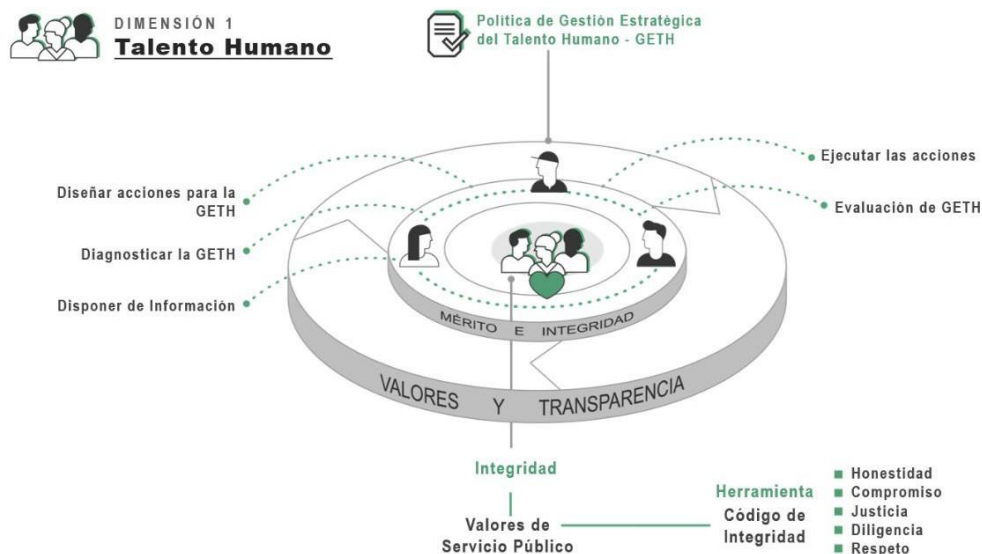 DIMENSIÓN 1
Talento Humano
Política de Gestión Estratégica
del Talento Humano - GETH
Ejecutar las acciones
Diseñar acciones para la
GETH
Evaluación de GETH
Diagnosticar la GETH
Disponer de Información
MÉRITO E INTEGRIDAD
VALORES Y TRANSPARENCIA
Integridad
Valores de
Servicio Público
Herramienta
Código de
Integridad
Honestidad
Compromiso
Justicia
Diligencia
Respeto